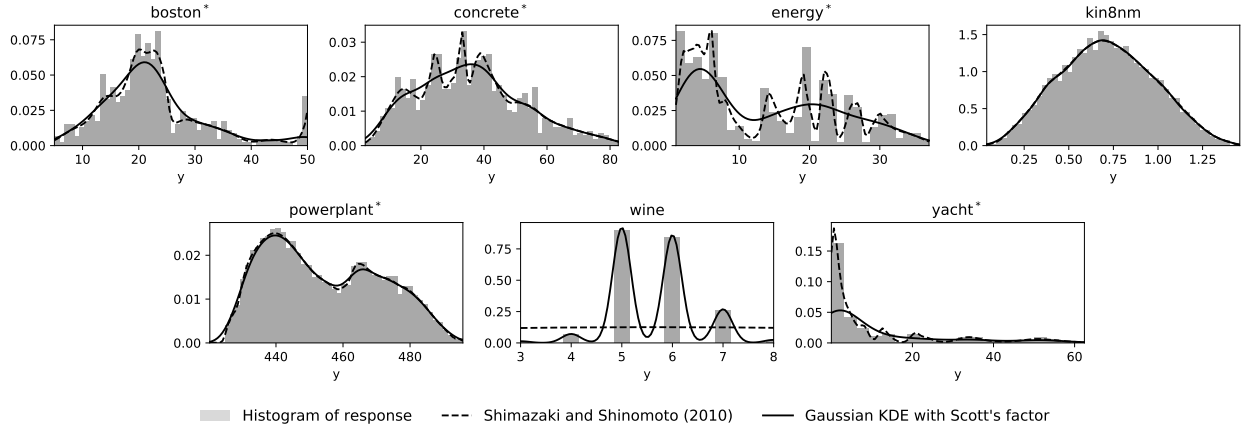 boston* concrete* energy* kin8nm
0.075
0.050
0.025
0.000
10 20 30 40 50
y
0.03
0.02
0.01
0.00
20 40 60 80
y
0.075
0.050
0.025
0.000
10 20 30
y
1.5
1.0
0.5
0.0
0.25 0.50 0.75 1.00 1.25
y
powerplant* wine yacht*
0.02
0.01
0.00
440 460 480
y
0.75
0.50
0.25
0.00
3 4 5 6 7 8
y
0.15
0.10
0.05
0.00
20 40 60
y
Histogram of response Shimazaki and Shinomoto (2010) Gaussian KDE with Scott's factor